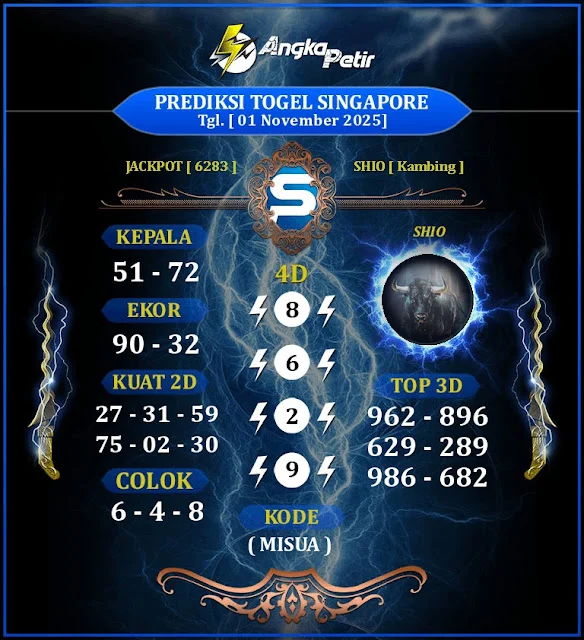 Angka Petir
PREDIKSI TOGEL SINGAPORE
Tgl. [ 01 November 2025]
JACKPOT [ 6283 ]
SHIO [ Kambing ]
S
KEPALA
51 - 72
EKOR
90 - 32
KUAT 2D
27 - 31 - 59
75 - 02 - 30
COLOK
6 - 4 - 8
4D
8
6
2
9
KODE
( MISUA )
SHIO
TOP 3D
962 - 896
629 - 289
986 - 682